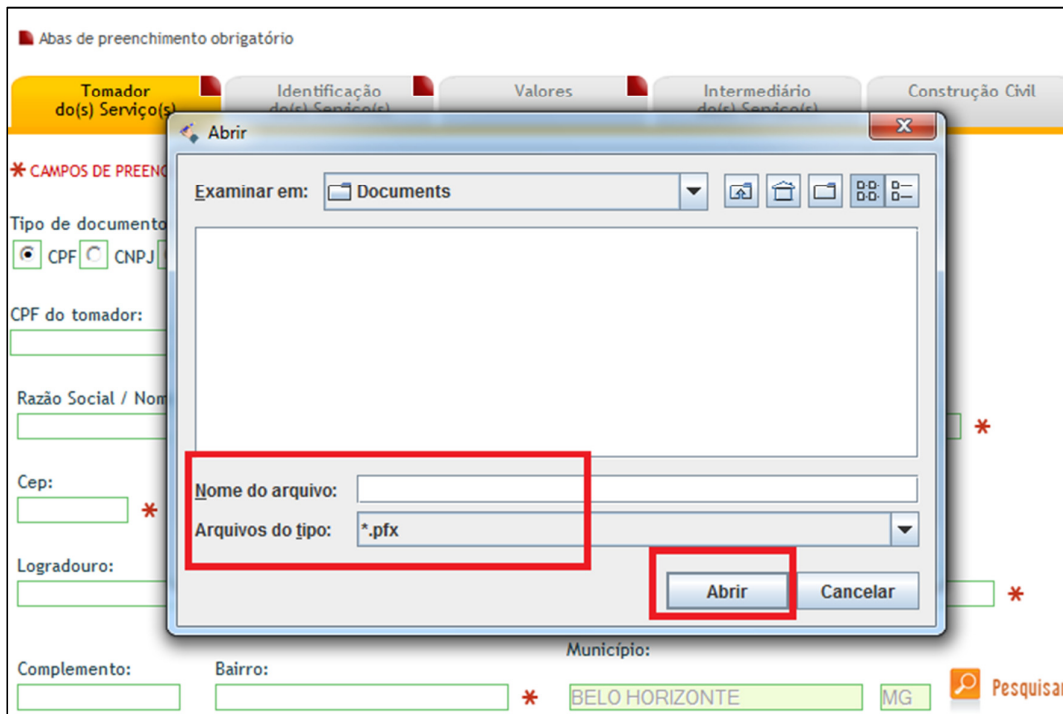 Abas de preenchimento obrigatório
Tomador
do(s) Serviço(s)
Identificação
do(s) Serviço(s)
Valores
Intermediário
do(s) Serviço(s)
Construção Civil
Abrir
* CAMPOS DE PREENC
Examinar em: Documents
Tipo de documento
CPF CNPJ
CPF do tomador:
Razão Social / Nom
*
Nome do arquivo:
Cep:
*
Arquivos do tipo: *.pfx
Logradouro:
*
Abrir Cancelar
Município:
Complemento: Bairro:
* BELO HORIZONTE MG Pesquisar